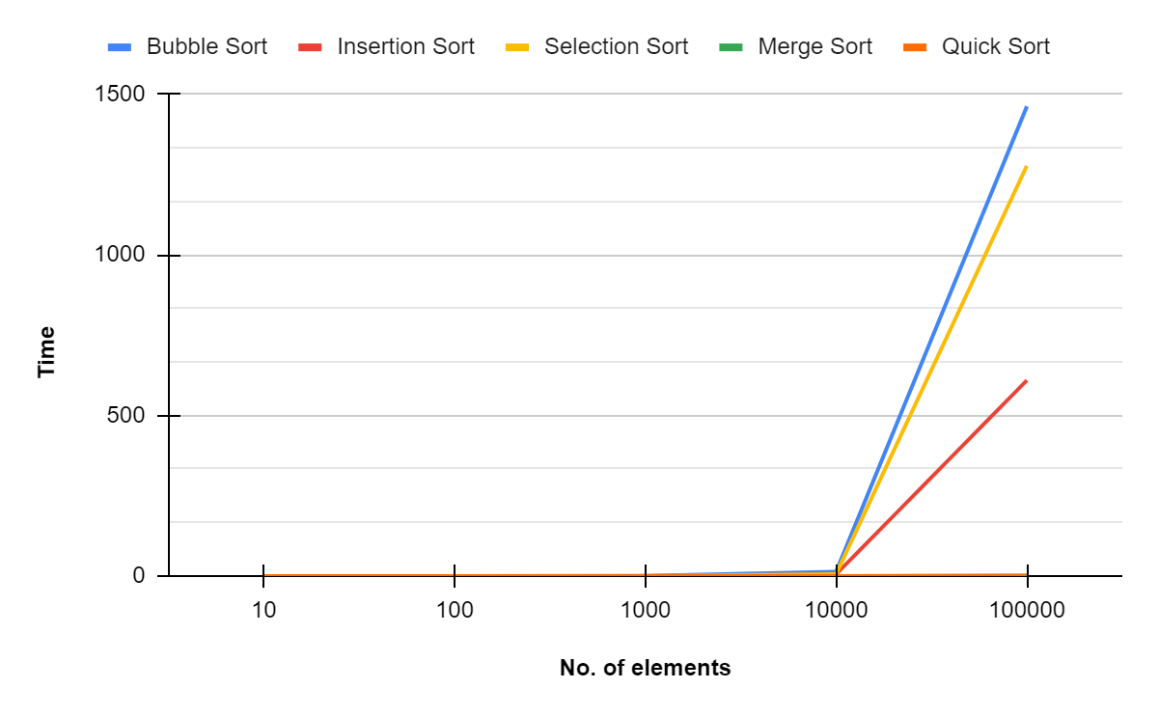 Bubble Sort Insertion Sort Selection Sort Merge Sort Quick Sort
1500
1000
500
0
Time
10 100 1000 10000 100000
No. of elements